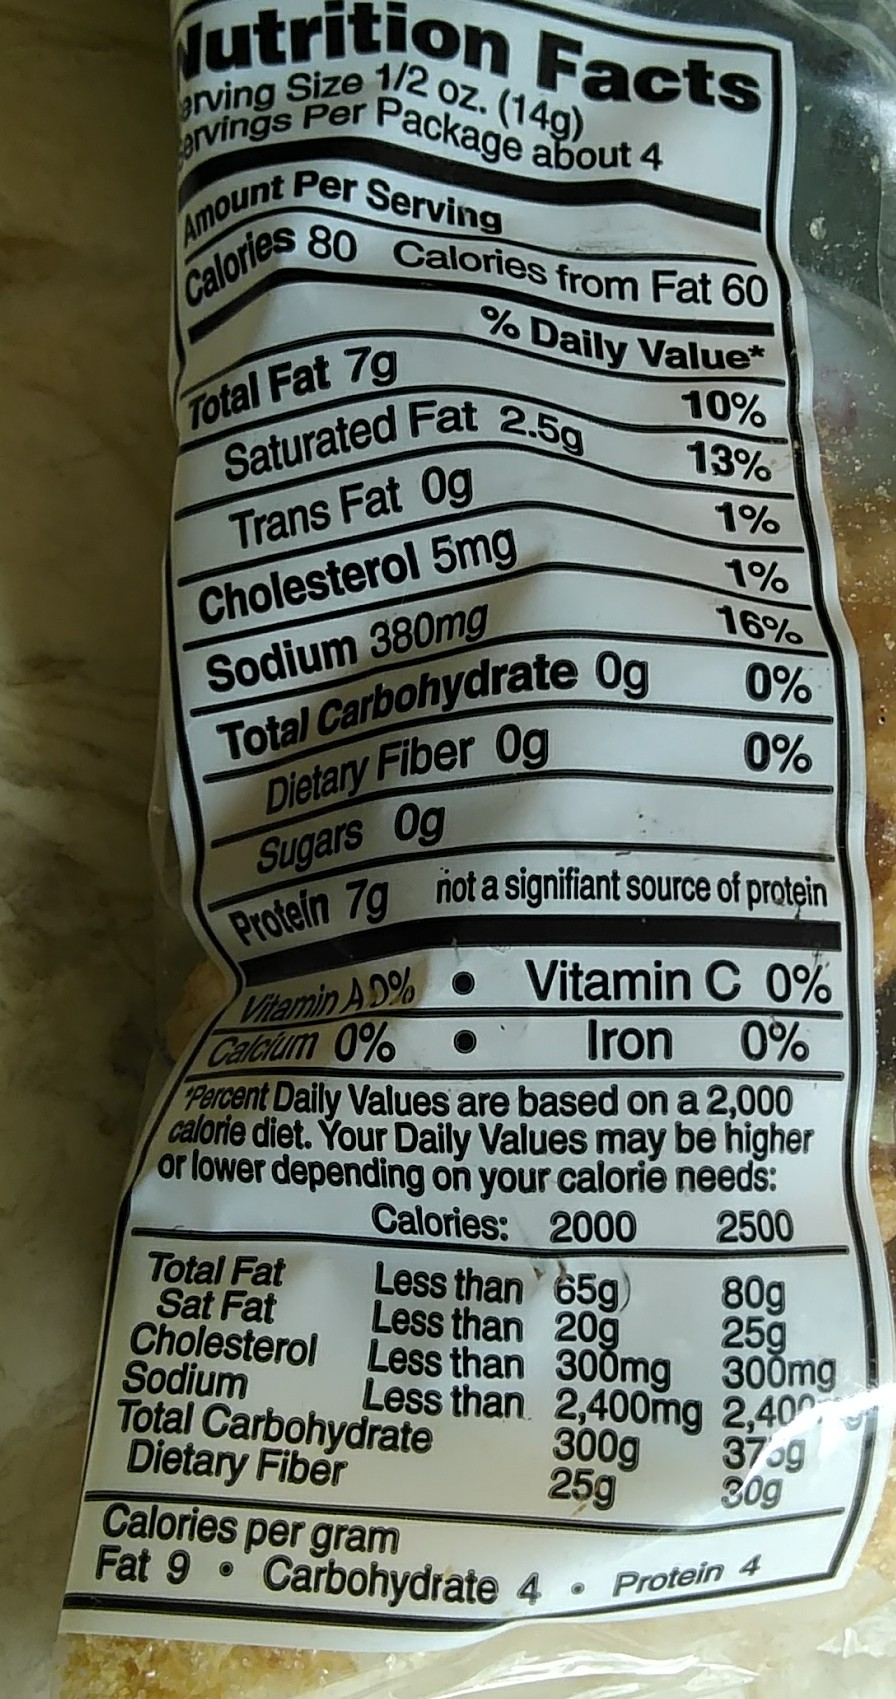 Nutrition Facts
erving Size 1/2 oz. (14g)
ervings Per Package about 4
Amount Per Serving
Calories 80 Calories from Fat 60
% Daily Value*
Total Fat 7g 10%
Saturated Fat 2.5g 13%
Trans Fat 0g 1%
Cholesterol 5mg 1%
Sodium 380mg 16%
Total Carbohydrate 0g 0%
Dietary Fiber 0g 0%
Sugars 0g
Protein 7g not a signifiant source of protein
Vitamin A 0% • Vitamin C 0%
Calcium 0% • Iron 0%
*Percent Daily Values are based on a 2,000
calorie diet. Your Daily Values may be higher
or lower depending on your calorie needs:
Calories: 2000 2500
Total Fat Less than 65g 80g
Sat Fat Less than 20g 25g
Cholesterol Less than 300mg 300mg
Sodium Less than 2,400mg 2,400
Total Carbohydrate 300g 375g
Dietary Fiber 25g 30g
Calories per gram
Fat 9 • Carbohydrate 4 • Protein 4